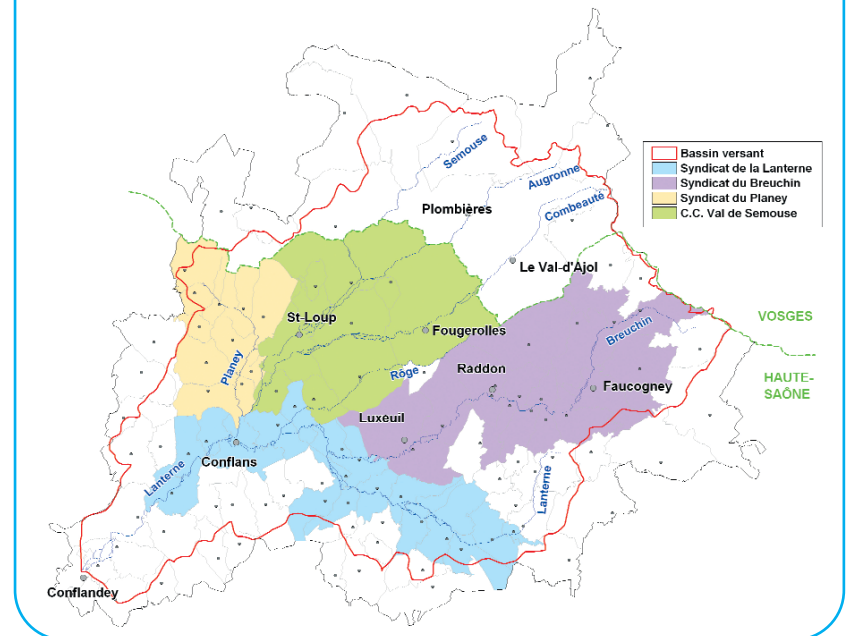 Semouse
Augronne
Combeauté
Plombières
Le Val-d'Ajol
Bassin versant
Syndicat de la Lanterne
Syndicat du Breuchin
Syndicat du Planey
C.C. Val de Semouse
St-Loup
Fougerolles
Breuchin
VOSGES
HAUTE-
SAÔNE
Planey
Rôge
Raddon
Faucogney
Luxeuil
Conflans
Lanterne
Lanterne
Conflandey